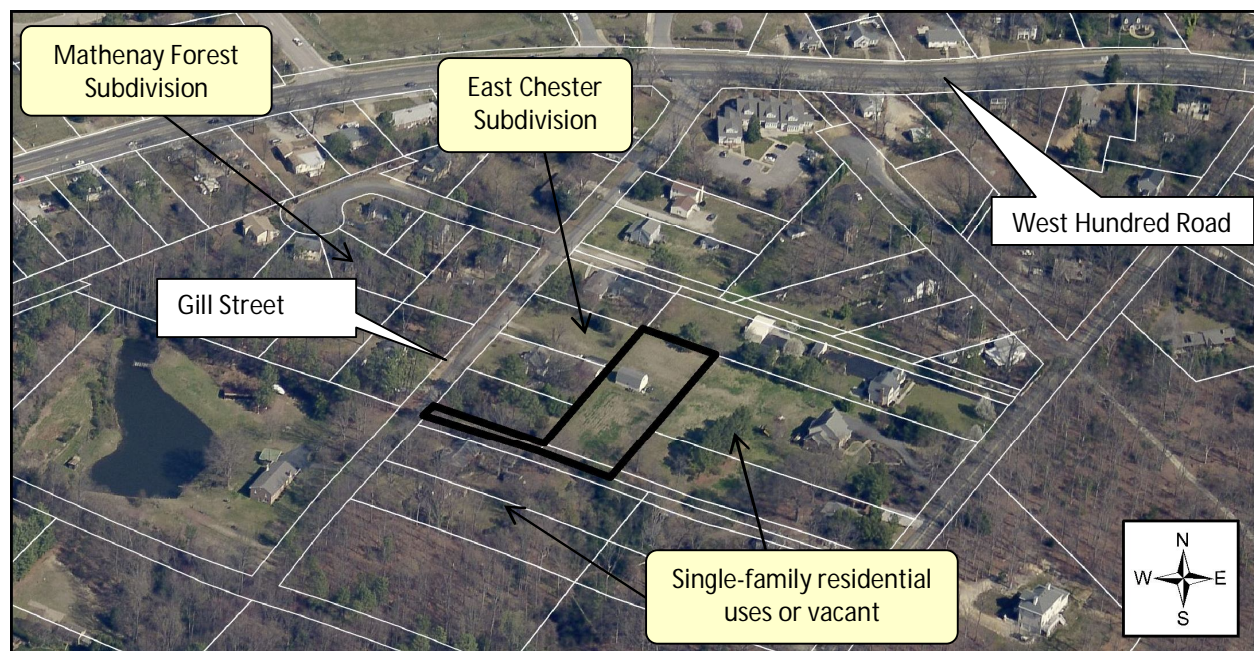 Mathenay Forest
Subdivision
East Chester
Subdivision
West Hundred Road
Gill Street
Single-family residential
uses or vacant
N
W E
S